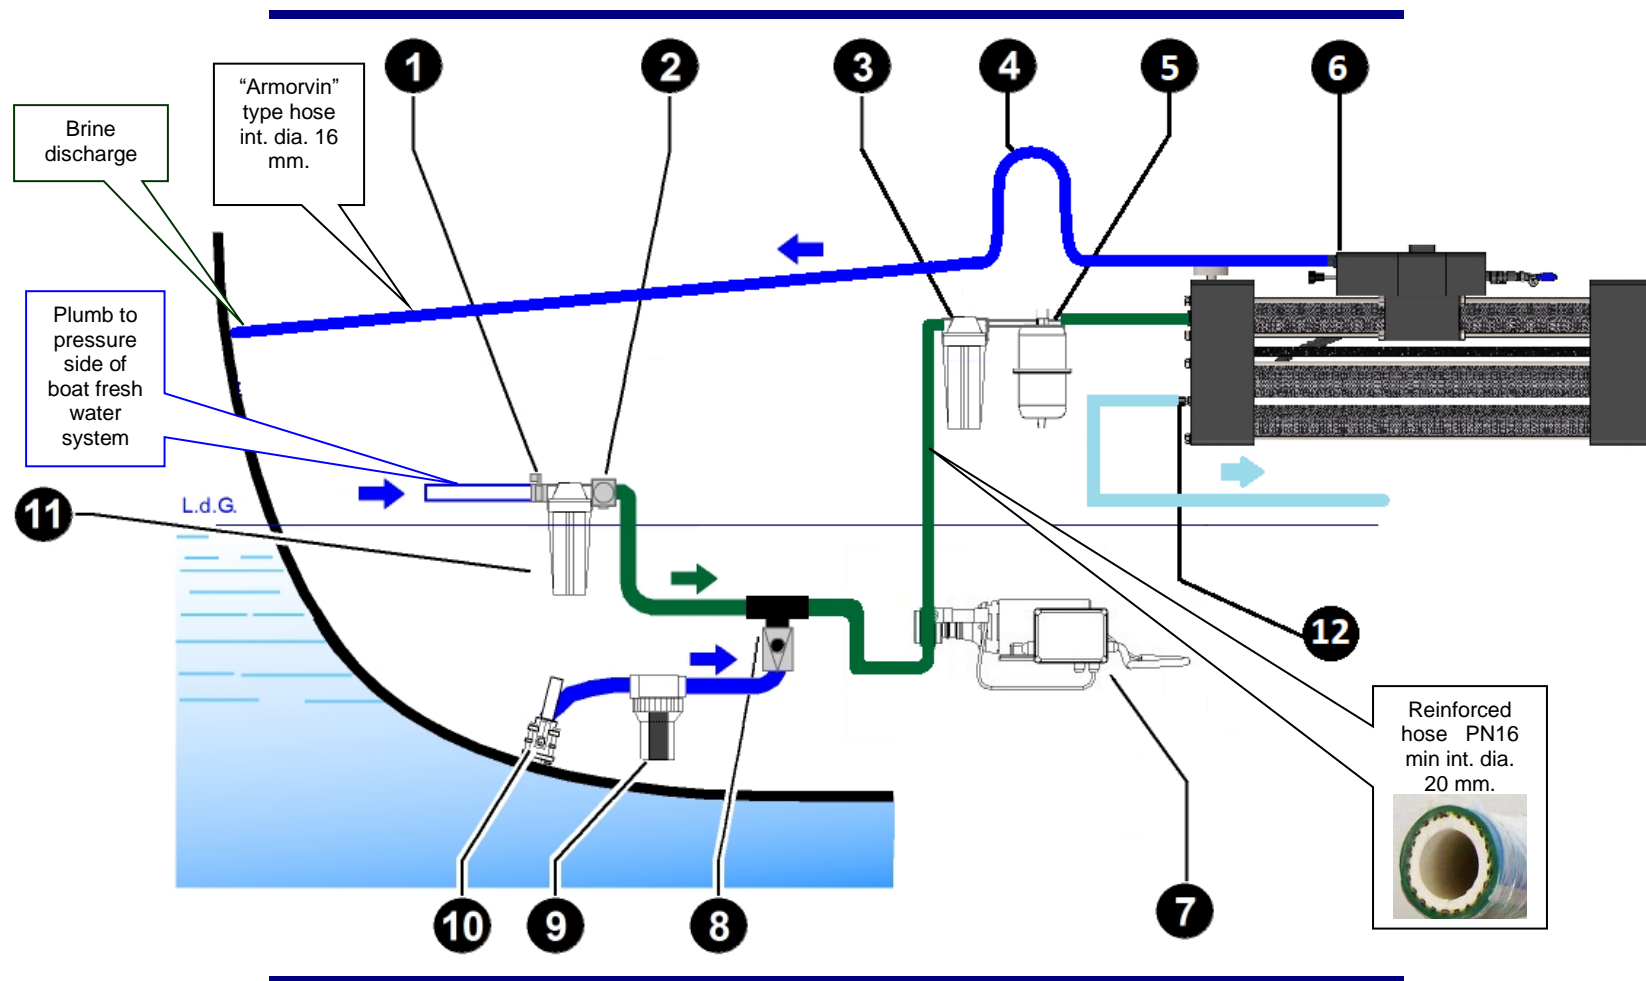 1
2
3
4
5
6
“Armorvin”
type hose
int. dia. 16
mm.
Brine
discharge
Plumb to
pressure
side of
boat fresh
water
system
L.d.G.
11
12
Reinforced
hose PN16
min int. dia.
20 mm.
10
9
8
7